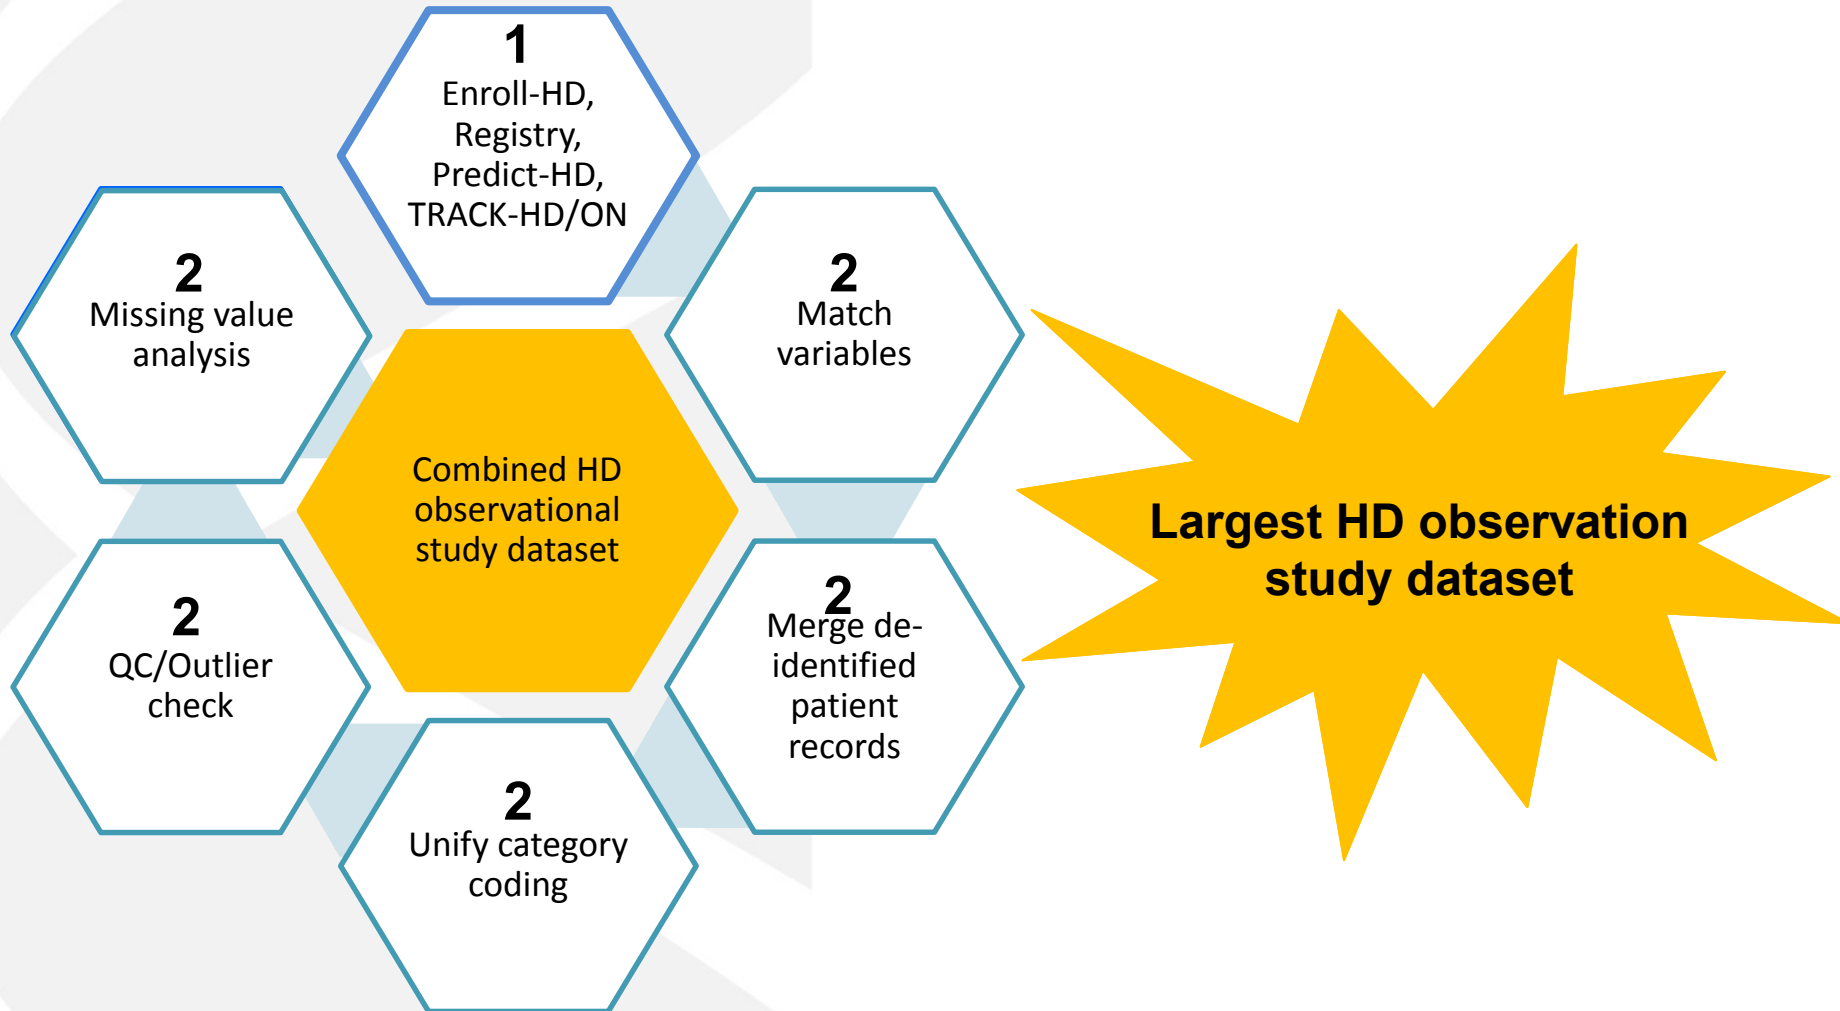 1
Enroll-HD,
Registry,
Predict-HD,
TRACK-HD/ON
2
Match
variables
2
Merge de-
identified
patient
records
2
Unify category
coding
2
QC/Outlier
check
2
Missing value
analysis
Combined HD
observational
study dataset
Largest HD observation
study dataset